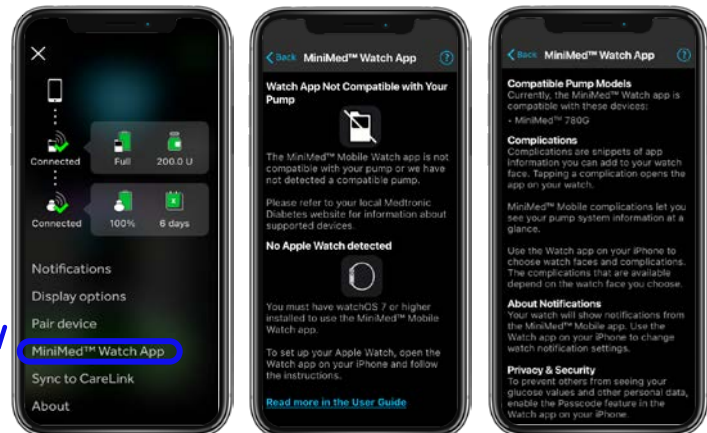 Connected
Full
200.0 U
Connected
100%
6 days
Notifications
Display options
Pair device
MiniMed™ Watch App
Sync to CareLink
About
Back MiniMed™ Watch App ?
Watch App Not Compatible with Your
Pump
The MiniMed™ Mobile Watch app is not
compatible with your pump or we have
not detected a compatible pump.
Please refer to your local Medtronic
Diabetes website for information about
supported devices.
No Apple Watch detected
You must have watchOS 7 or higher
installed to use the MiniMed™ Mobile
Watch app.
To set up your Apple Watch, open the
Watch app on your iPhone and follow
the instructions.
Read more in the User Guide
Back MiniMed™ Watch App ?
Compatible Pump Models
Currently, the MiniMed™ Watch app is
compatible with these devices:
- MiniMed™ 780G
Complications
Complications are snippets of app
information you can add to your watch
face. Tapping a complication opens the
app on your watch.
MiniMed™ Mobile complications let you
see your pump system information at a
glance.
Use the Watch app on your iPhone to
choose watch faces and complications.
The complications that are available
depend on the watch face you choose.
About Notifications
Your watch will show notifications from
the MiniMed™ Mobile app. Use the
Watch app on your iPhone to change
watch notification settings.
Privacy & Security
To prevent others from seeing your
glucose values and other personal data,
enable the Passcode feature in the
Watch app on your iPhone.